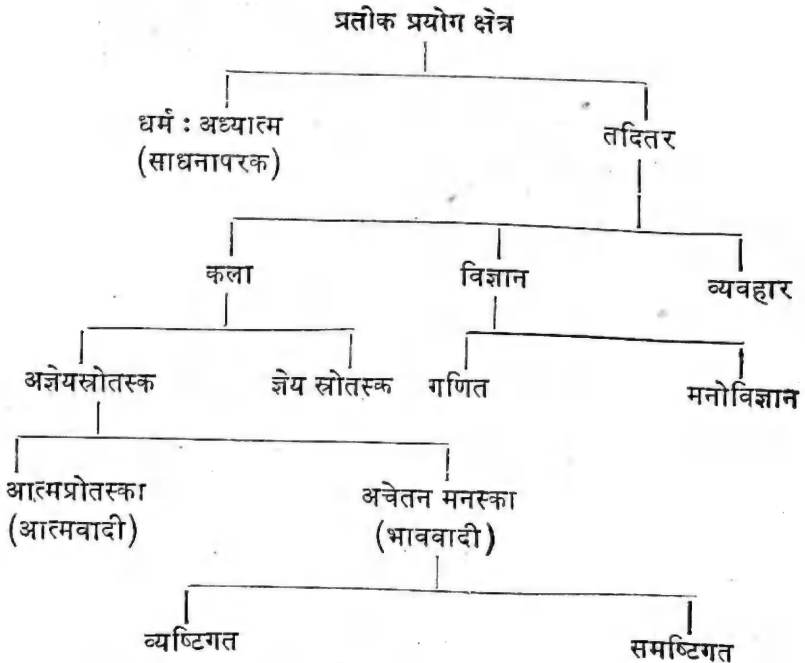 प्रतीक प्रयोग क्षेत्र
धर्म : अध्यात्म
(साधनापरक)
तदितर
कला
विज्ञान
व्यवहार
अज्ञेयस्रोतस्क
ज्ञेय स्रोतस्क
गणित
मनोविज्ञान
आत्मप्रोतस्का
(आत्मवादी)
अचेतन मनस्का
(भाववादी)
व्यष्टिगत
समष्टिगत